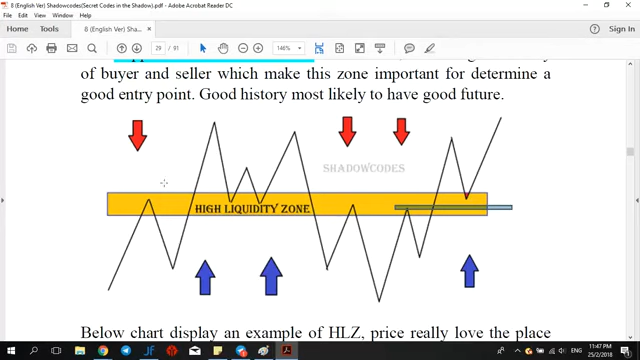 8 (English Ver) Shadowcodes(Secret Codes in the Shadow).pdf - Adobe Acrobat Reader DC
File Edit View Window Help
Home Tools 8 (English Ver) Shad... × Sign In
29 / 91 146%
of buyer and seller which make this zone important for determine a
good entry point. Good history most likely to have good future.
SHADOWCODES
HIGH LIQUIDITY ZONE
Below chart display an example of HLZ, price really love the place
ENG 11:47 PM
25/2/2018